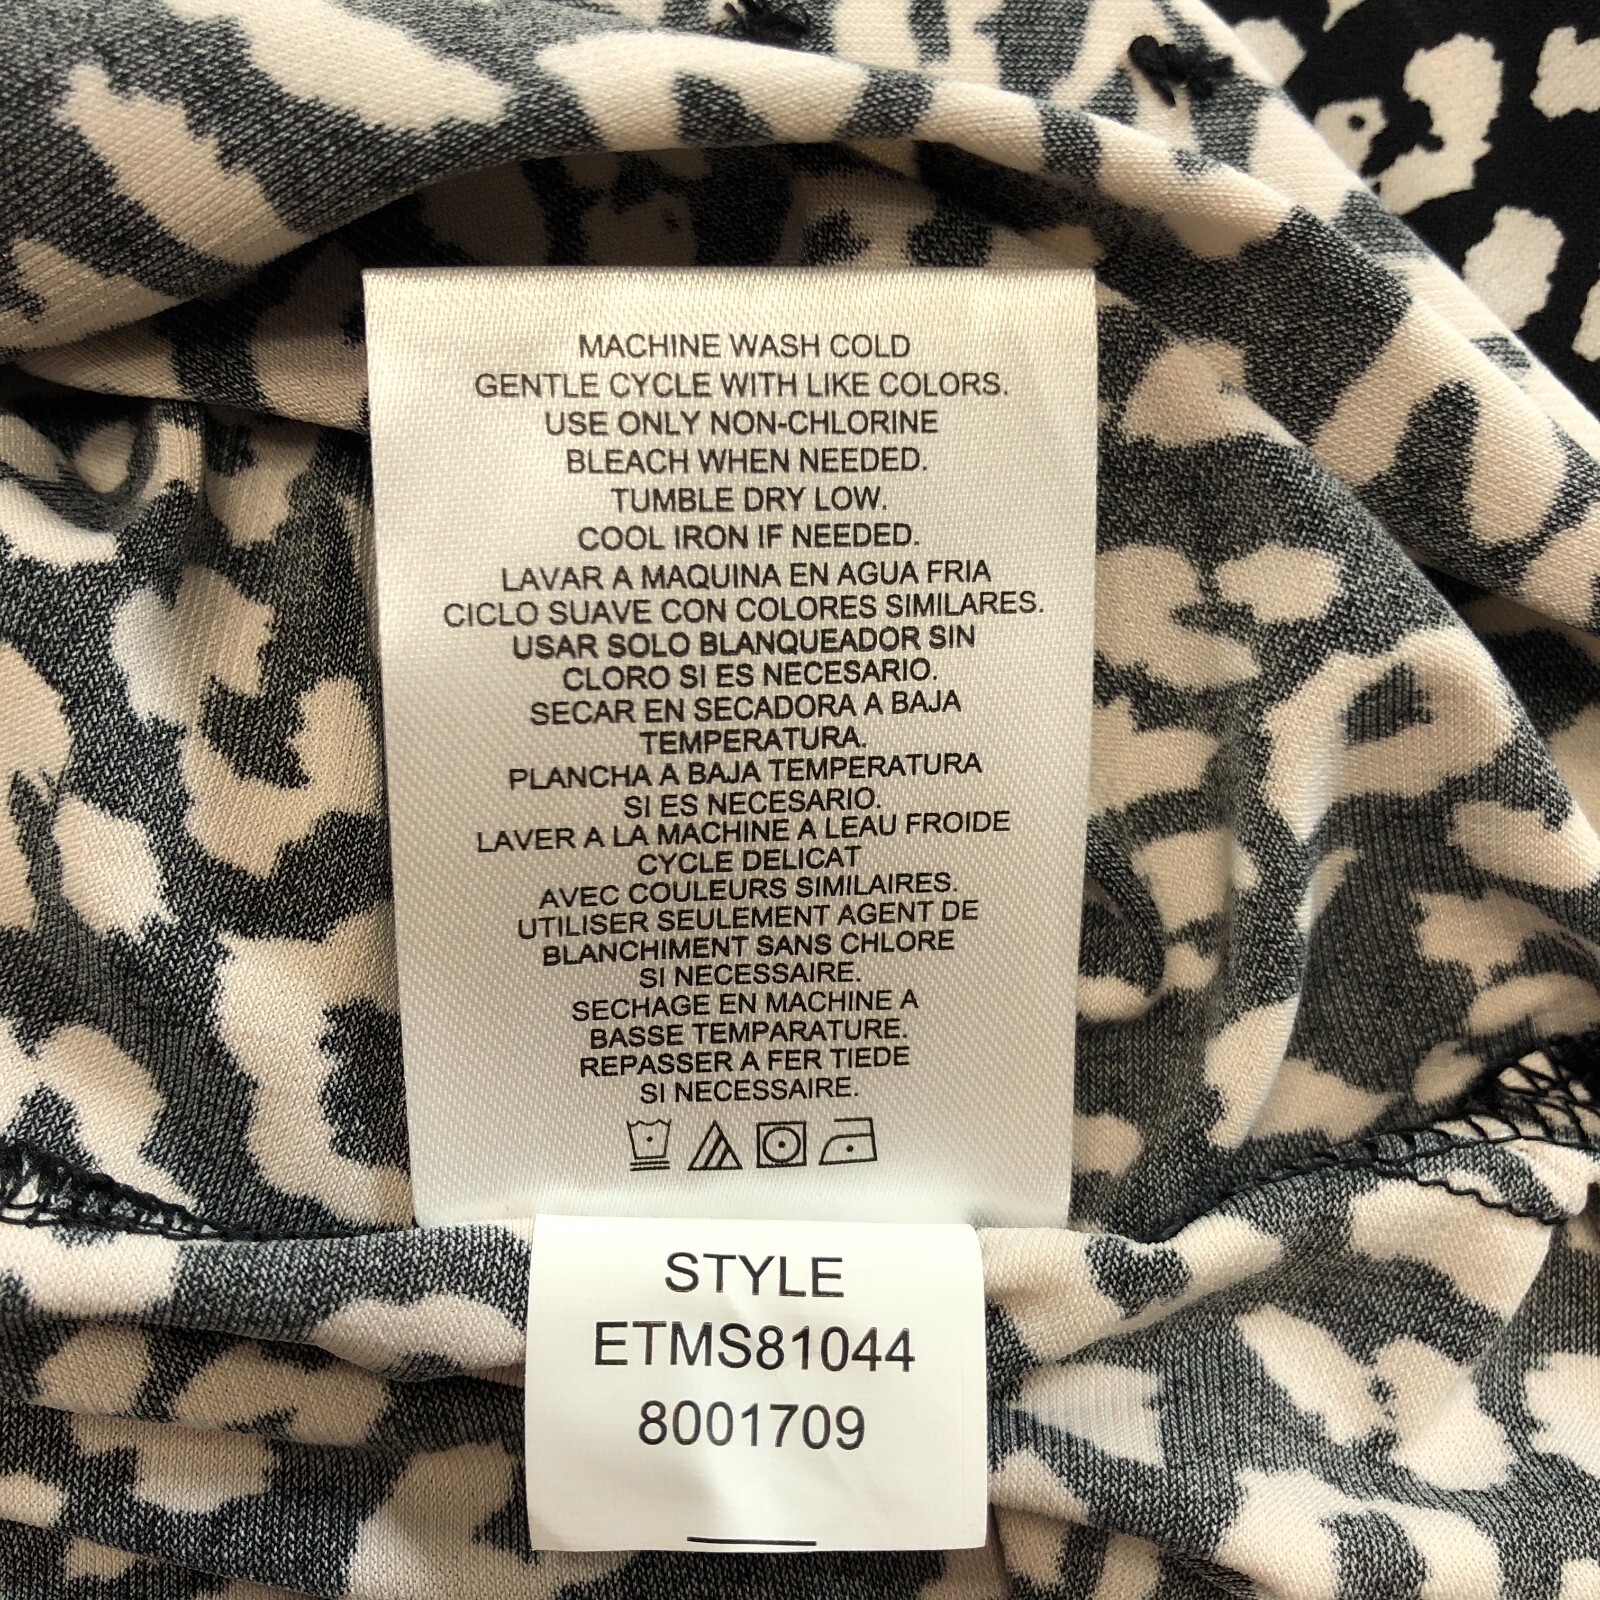 MACHINE WASH COLD
GENTLE CYCLE WITH LIKE COLORS.
USE ONLY NON-CHLORINE
BLEACH WHEN NEEDED.
TUMBLE DRY LOW.
COOL IRON IF NEEDED.
LAVAR A MAQUINA EN AGUA FRIA
CICLO SUAVE CON COLORES SIMILARES.
USAR SOLO BLANQUEADOR SIN
CLORO SI ES NECESARIO.
SECAR EN SECADORA A BAJA
TEMPERATURA.
PLANCHA A BAJA TEMPERATURA
SI ES NECESARIO.
LAVER A LA MACHINE A LEAU FROIDE
CYCLE DELICAT
AVEC COULEURS SIMILAIRES.
UTILISER SEULEMENT AGENT DE
BLANCHIMENT SANS CHLORE
SI NECESSAIRE.
SECHAGE EN MACHINE A
BASSE TEMPARATURE.
REPASSER A FER TIEDE
SI NECESSAIRE.
STYLE
ETMS81044
8001709